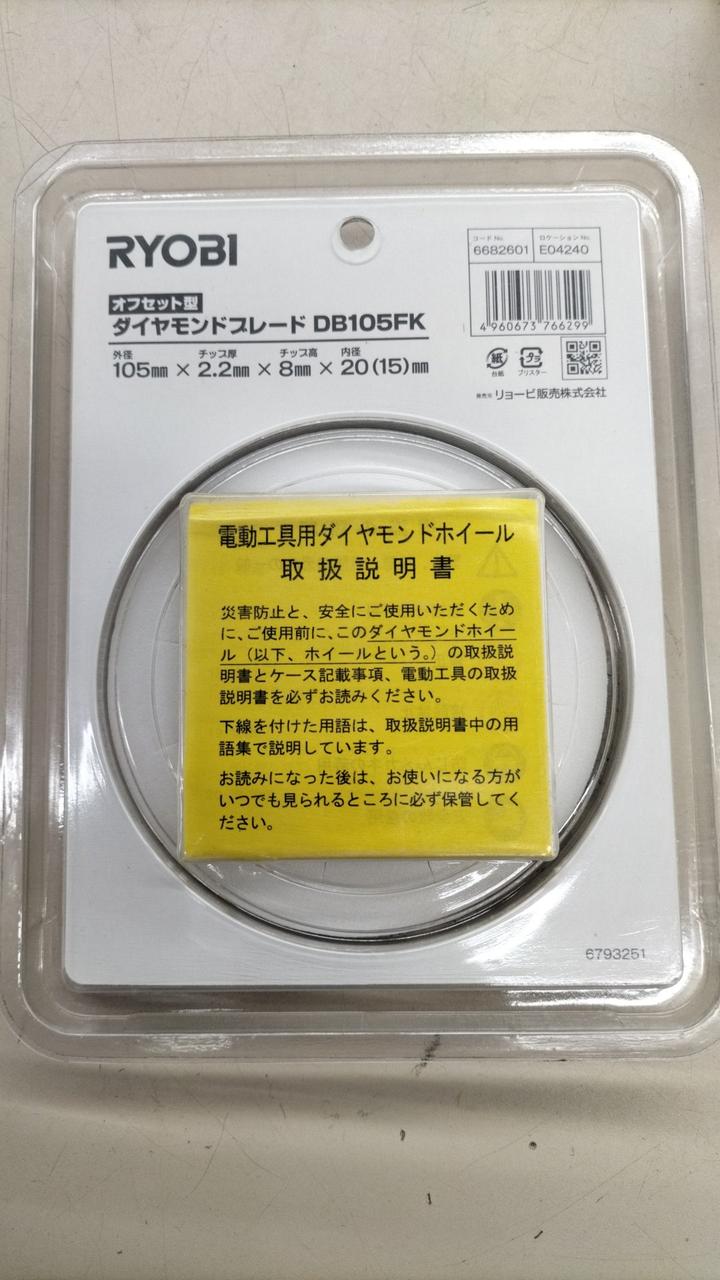 RYOBI
コードNo.
ロケーションNo.
6682601
E04240
4 960673 766299
オフセット型
ダイヤモンドブレード DB105FK
外径 チップ厚 チップ高 内径
105mm × 2.2mm × 8mm × 20(15)mm
台紙
ブリスター
発売元 リョービ販売株式会社
電動工具用ダイヤモンドホイール
取扱説明書
災害防止と、安全にご使用いただくため
に、ご使用前に、このダイヤモンドホイー
ル（以下、ホイールという。）の取扱説
明書とケース記載事項、電動工具の取扱
説明書を必ずお読みください。
下線を付けた用語は、取扱説明書中の用
語集で説明しています。
お読みになった後は、お使いになる方が
いつでも見られるところに必ず保管してく
ださい。
6793251